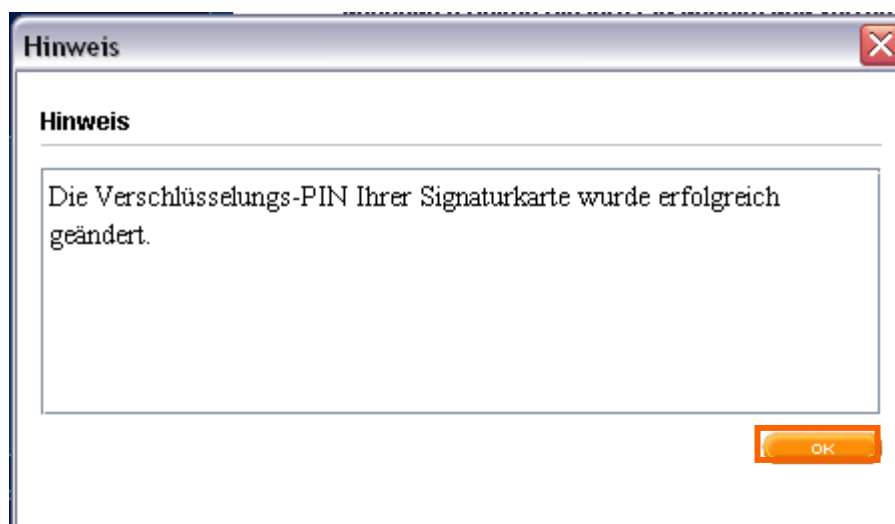 Hinweis
Hinweis
Die Verschlüsselungs-PIN Ihrer Signaturkarte wurde erfolgreich
geändert.
OK